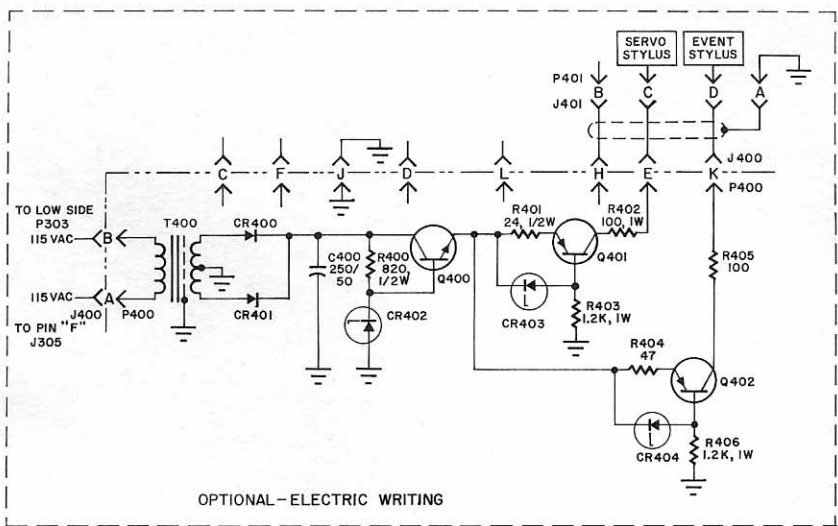 SERVO
STYLUS
EVENT
STYLUS
P401
B
C
D
A
J401
J400
C
F
J
D
L
H
E
K
P400
TO LOW SIDE
P303
115 VAC
B
T400
CR400
R401
24, 1/2W
R402
100, 1W
C400
250/
50
R400
820,
1/2W
Q400
Q401
R405
100
115 VAC
A
J400
P400
CR401
CR402
CR403
R403
1.2K, 1W
TO PIN "F"
J305
R404
47
Q402
CR404
R406
1.2K, 1W
OPTIONAL-ELECTRIC WRITING